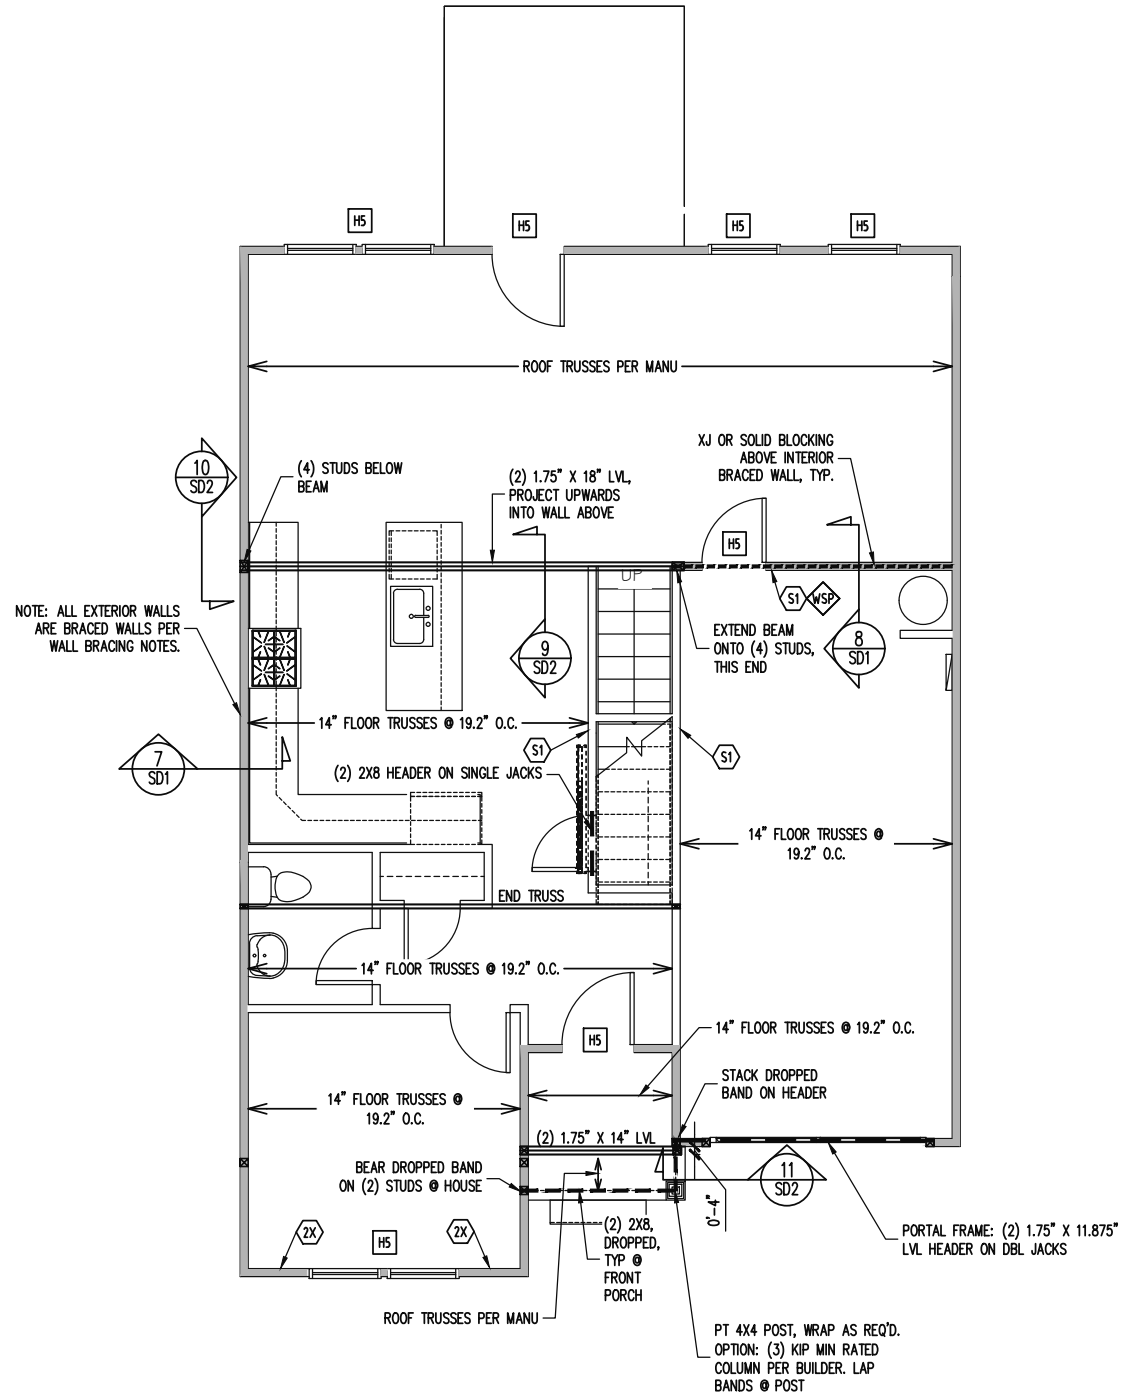 H5
H5
H5
H5
ROOF TRUSSES PER MANU
XJ OR SOLID BLOCKING
ABOVE INTERIOR
BRACED WALL, TYP.
10
SD2
(4) STUDS BELOW
BEAM
(2) 1.75" X 18" LVL,
PROJECT UPWARDS
INTO WALL ABOVE
H5
UP
S1
WSP
NOTE: ALL EXTERIOR WALLS
ARE BRACED WALLS PER
WALL BRACING NOTES.
EXTEND BEAM
ONTO (4) STUDS,
THIS END
8
SD1
9
SD2
14" FLOOR TRUSSES @ 19.2" O.C.
S1
N
S1
7
SD1
(2) 2X8 HEADER ON SINGLE JACKS
14" FLOOR TRUSSES @
19.2" O.C.
END TRUSS
14" FLOOR TRUSSES @ 19.2" O.C.
H5
14" FLOOR TRUSSES @ 19.2" O.C.
STACK DROPPED
BAND ON HEADER
14" FLOOR TRUSSES @
19.2" O.C.
(2) 1.75" X 14" LVL
BEAR DROPPED BAND
ON (2) STUDS @ HOUSE
11
SD2
0'-4"
2X
H5
2X
(2) 2X8,
DROPPED,
TYP @
FRONT
PORCH
PORTAL FRAME: (2) 1.75" X 11.875"
LVL HEADER ON DBL JACKS
ROOF TRUSSES PER MANU
PT 4X4 POST, WRAP AS REQ'D.
OPTION: (3) KIP MIN RATED
COLUMN PER BUILDER. LAP
BANDS @ POST